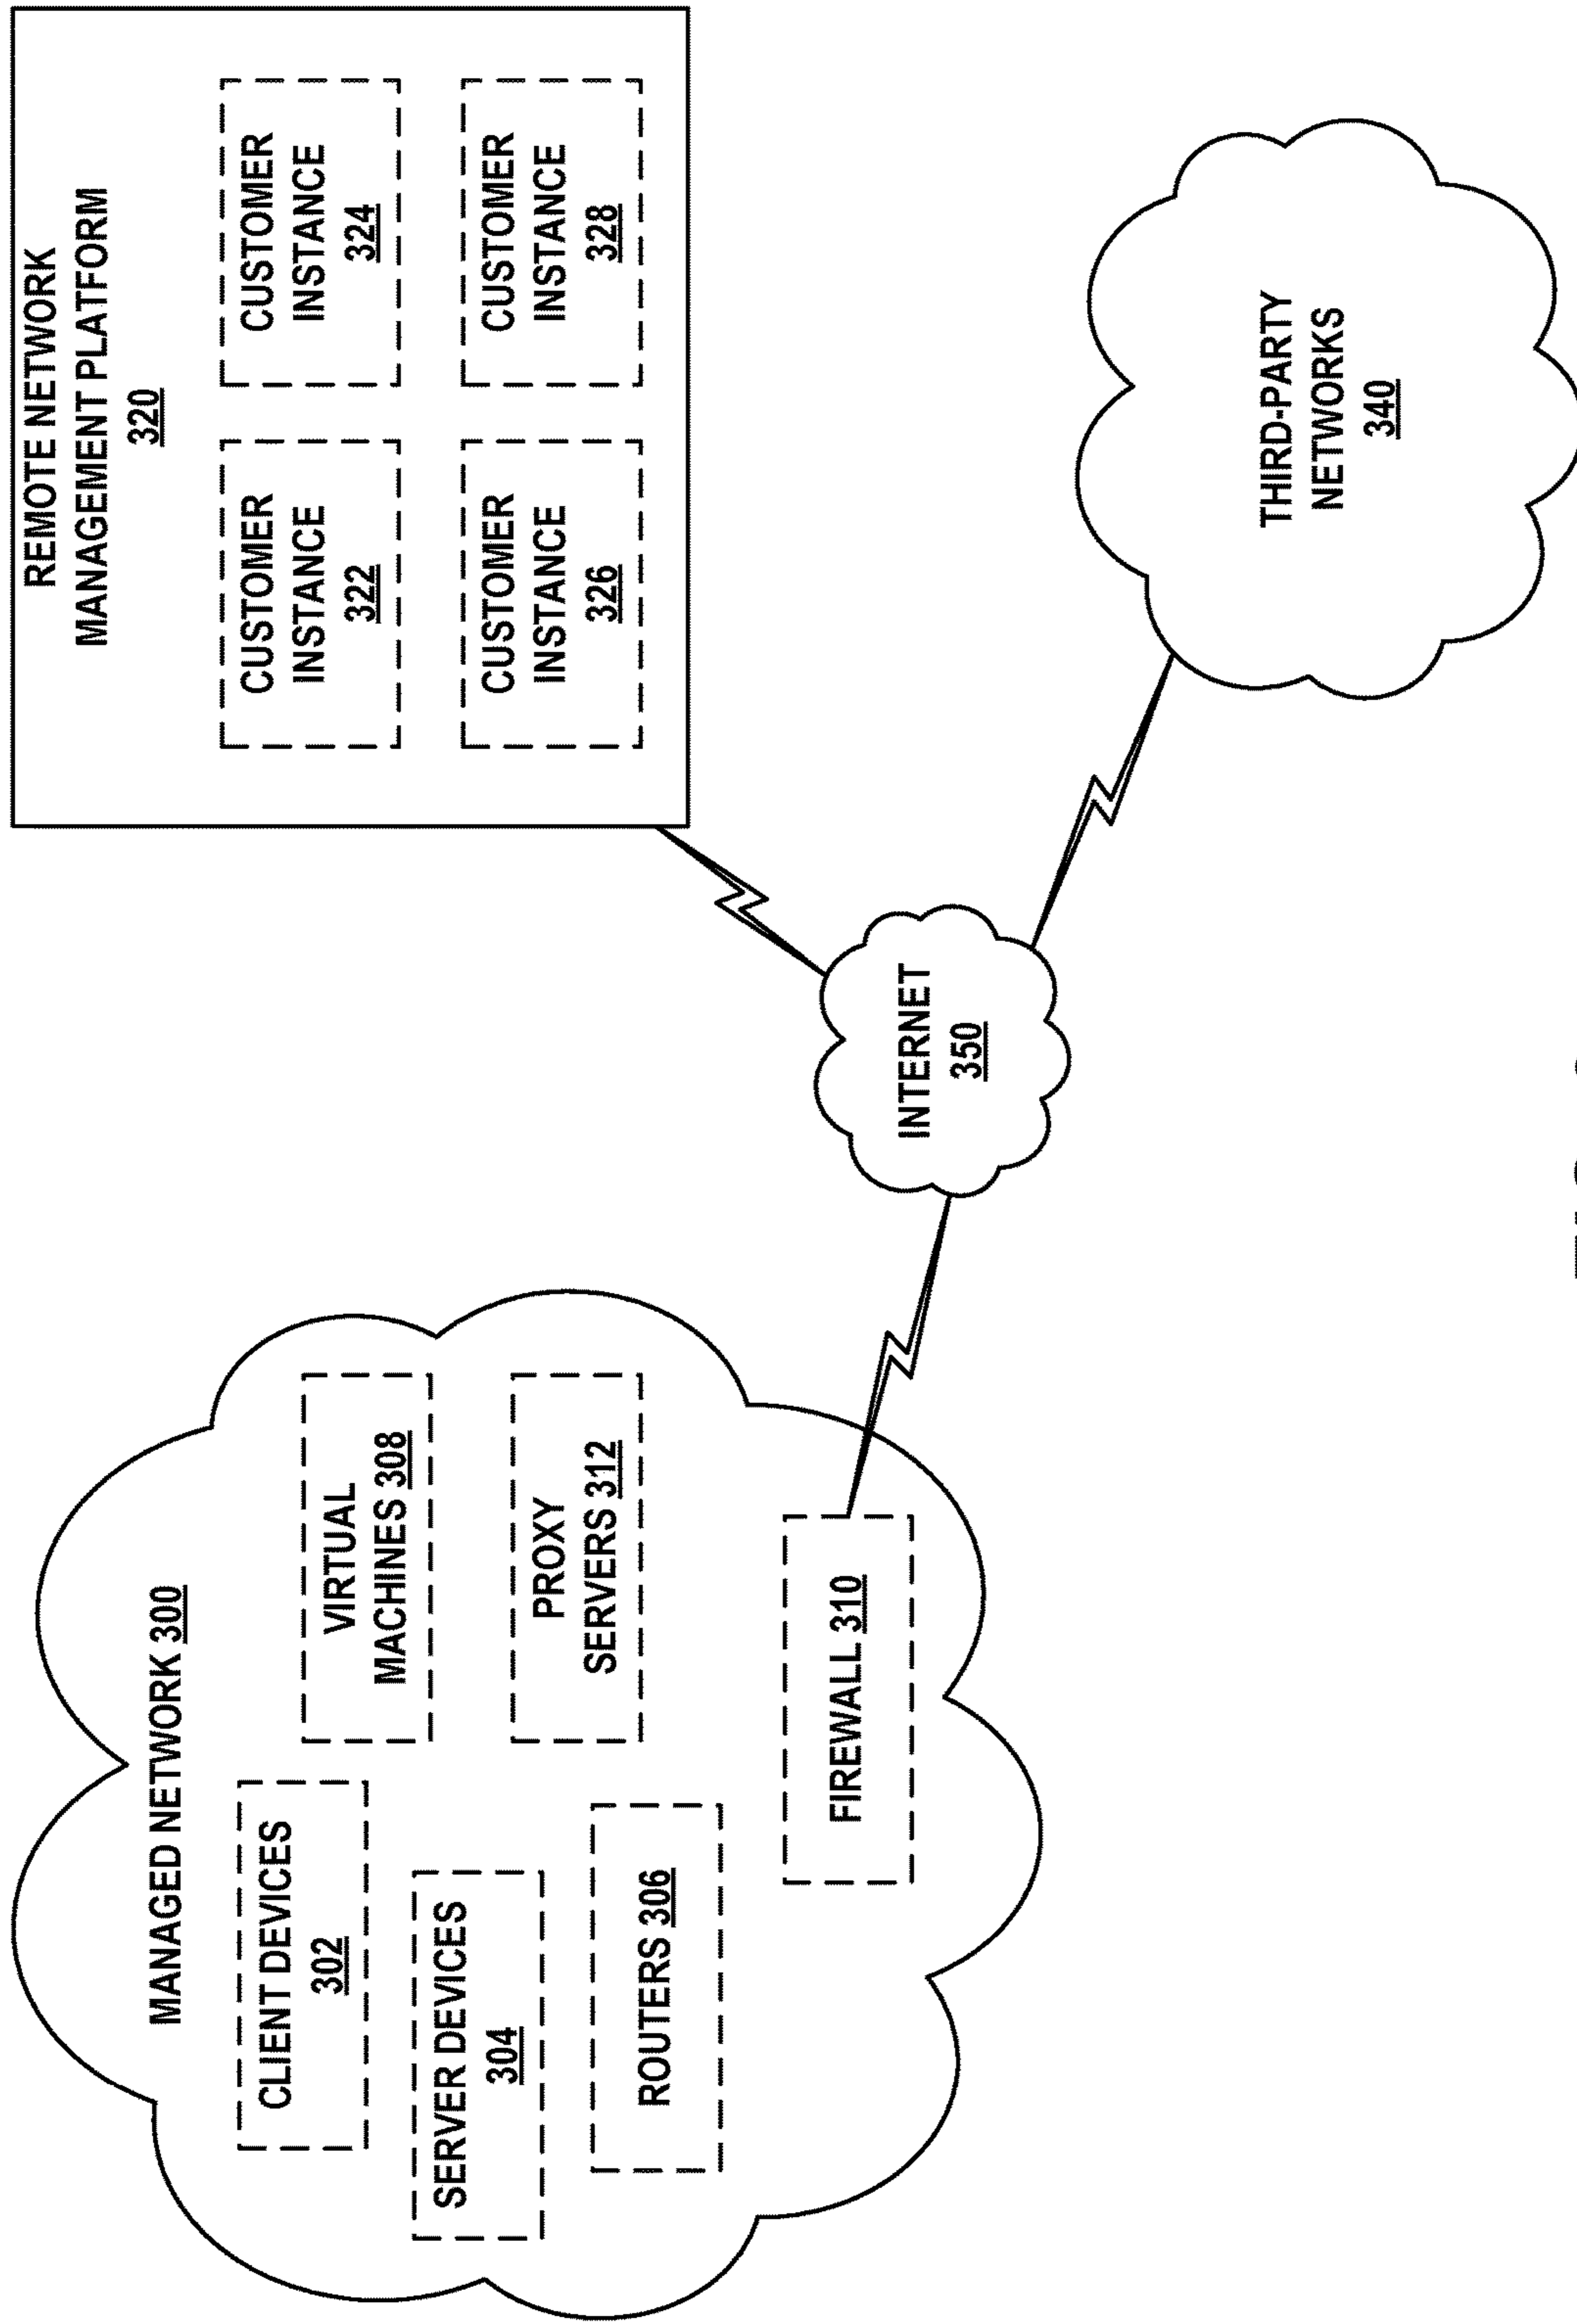 MANAGED NETWORK 300
CLIENT DEVICES
302
SERVER DEVICES
304
ROUTERS 306
VIRTUAL
MACHINES 308
PROXY
SERVERS 312
FIREWALL 310
INTERNET
350
REMOTE NETWORK
MANAGEMENT PLATFORM
320
CUSTOMER
INSTANCE
322
CUSTOMER
INSTANCE
324
CUSTOMER
INSTANCE
326
CUSTOMER
INSTANCE
328
THIRD-PARTY
NETWORKS
340